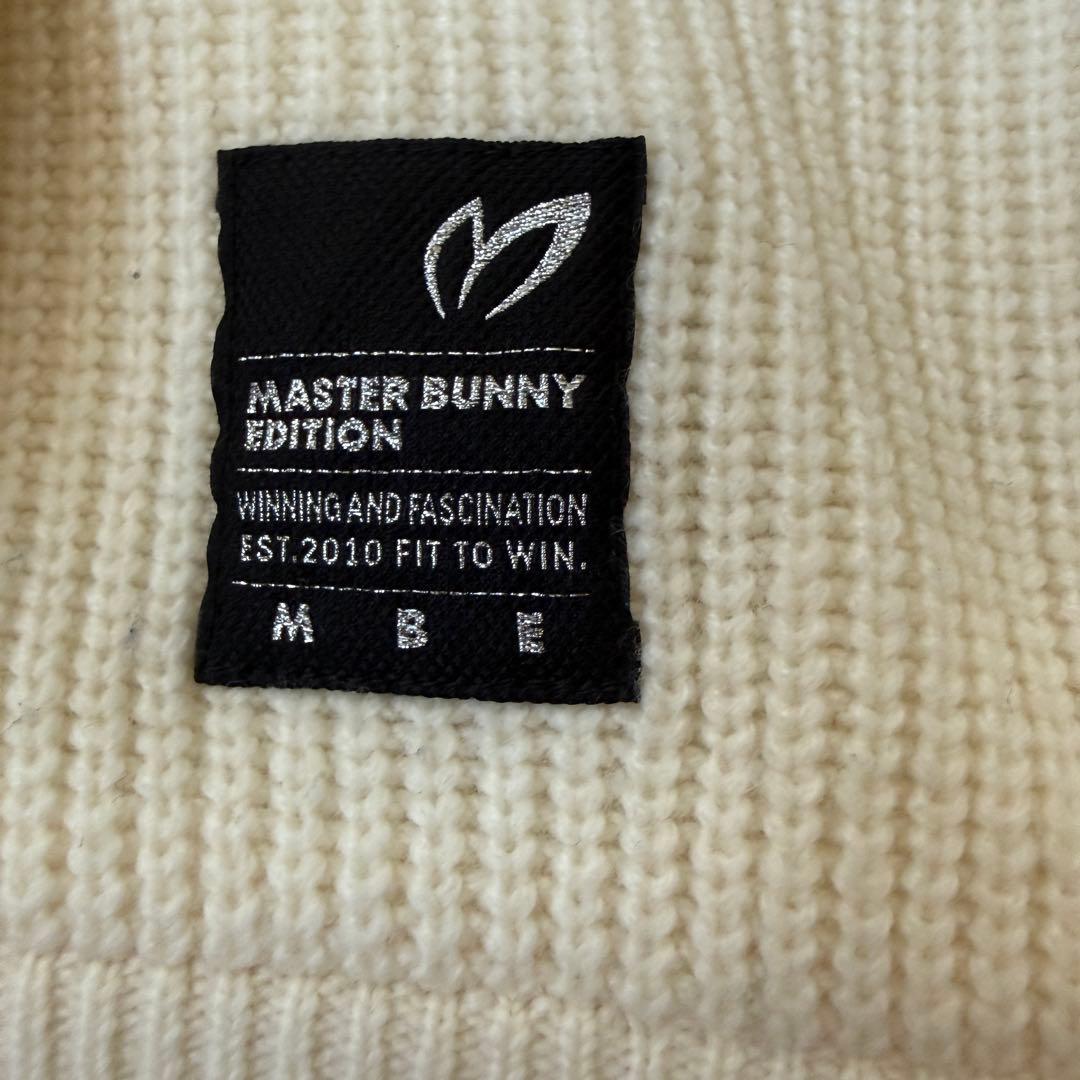 MASTER BUNNY
EDITION
WINNING AND FASCINATION
EST.2010 FIT TO WIN.
M B E